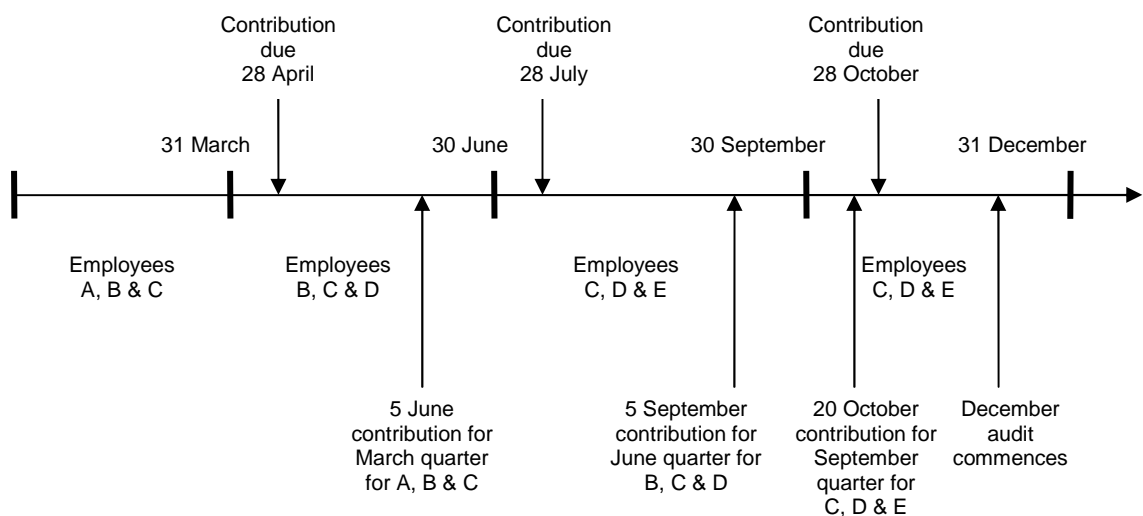 Contribution
due
28 April
Contribution
due
28 July
Contribution
due
28 October
31 March
30 June
30 September
31 December
Employees
A, B & C
Employees
B, C & D
Employees
C, D & E
Employees
C, D & E
5 June
contribution for
March quarter
for A, B & C
5 September
contribution for
June quarter for
B, C & D
20 October
contribution for
September
quarter for
C, D & E
December
audit
commences